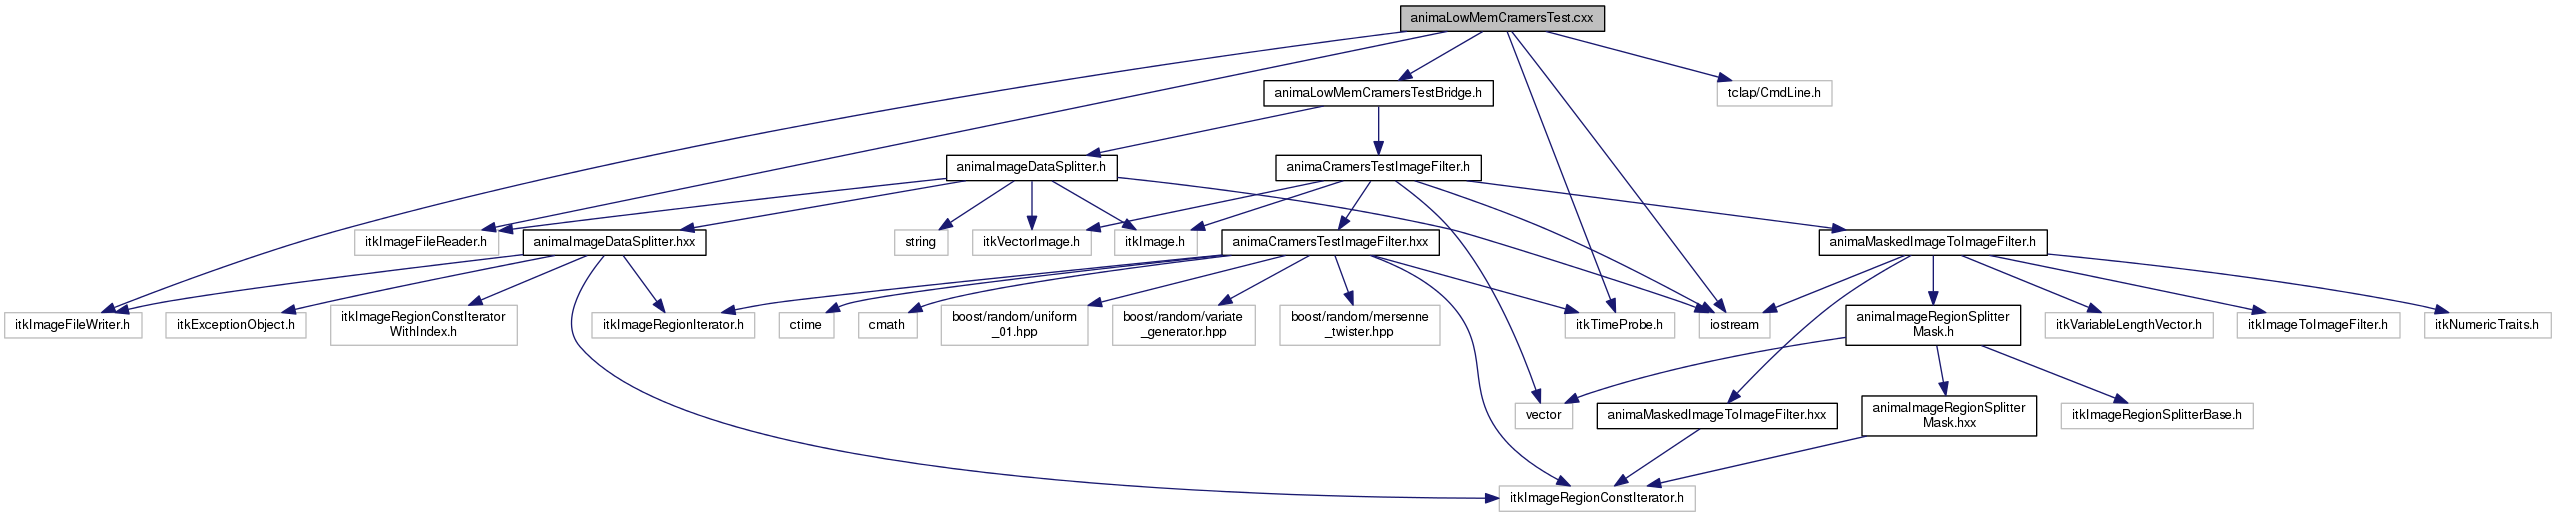 animaLowMemCramersTest.cxx
animaLowMemCramersTestBridge.h
tclap/CmdLine.h
animaImageDataSplitter.h
animaCramersTestImageFilter.h
itkImageFileReader.h
animaImageDataSplitter.hxx
string
itkVectorImage.h
itkImage.h
animaCramersTestImageFilter.hxx
animaMaskedImageToImageFilter.h
itkImageFileWriter.h
itkExceptionObject.h
itkImageRegionConstIterator
WithIndex.h
itkImageRegionIterator.h
ctime
cmath
boost/random/uniform
_01.hpp
boost/random/variate
_generator.hpp
boost/random/mersenne
_twister.hpp
itkTimeProbe.h
iostream
animaImageRegionSplitter
Mask.h
itkVariableLengthVector.h
itkImageToImageFilter.h
itkNumericTraits.h
vector
animaMaskedImageToImageFilter.hxx
animaImageRegionSplitter
Mask.hxx
itkImageRegionSplitterBase.h
itkImageRegionConstIterator.h